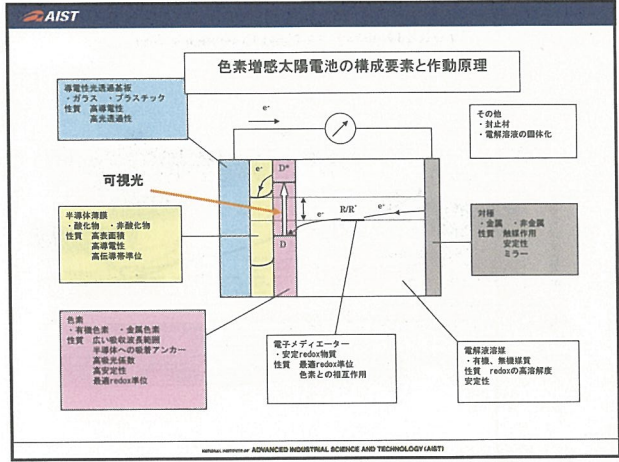 AIST
色素増感太陽電池の構成要素と作動原理
導電性光透過基板
・ガラス ・プラスチック
性質 高導電性
高光透過性
その他
・封止材
・電解溶液の固体化
e-
e-
D*
可視光
R/R-
e-
e-
D
半導体薄膜
・酸化物 ・非酸化物
性質 高表面積
高導電性
高伝導帯準位
対極
・金属 ・非金属
性質 触媒作用
安定性
ミラー
色素
・有機色素 ・金属色素
性質 広い吸収波長範囲
半導体への吸着アンカー
高吸光係数
高安定性
最適redox準位
電子メディエーター
・安定redox物質
性質 最適redox準位
色素との相互作用
電解液溶媒
・有機、無機媒質
性質 redoxの高溶解度
安定性
NATIONAL INSTITUTE OF ADVANCED INDUSTRIAL SCIENCE AND TECHNOLOGY (AIST)